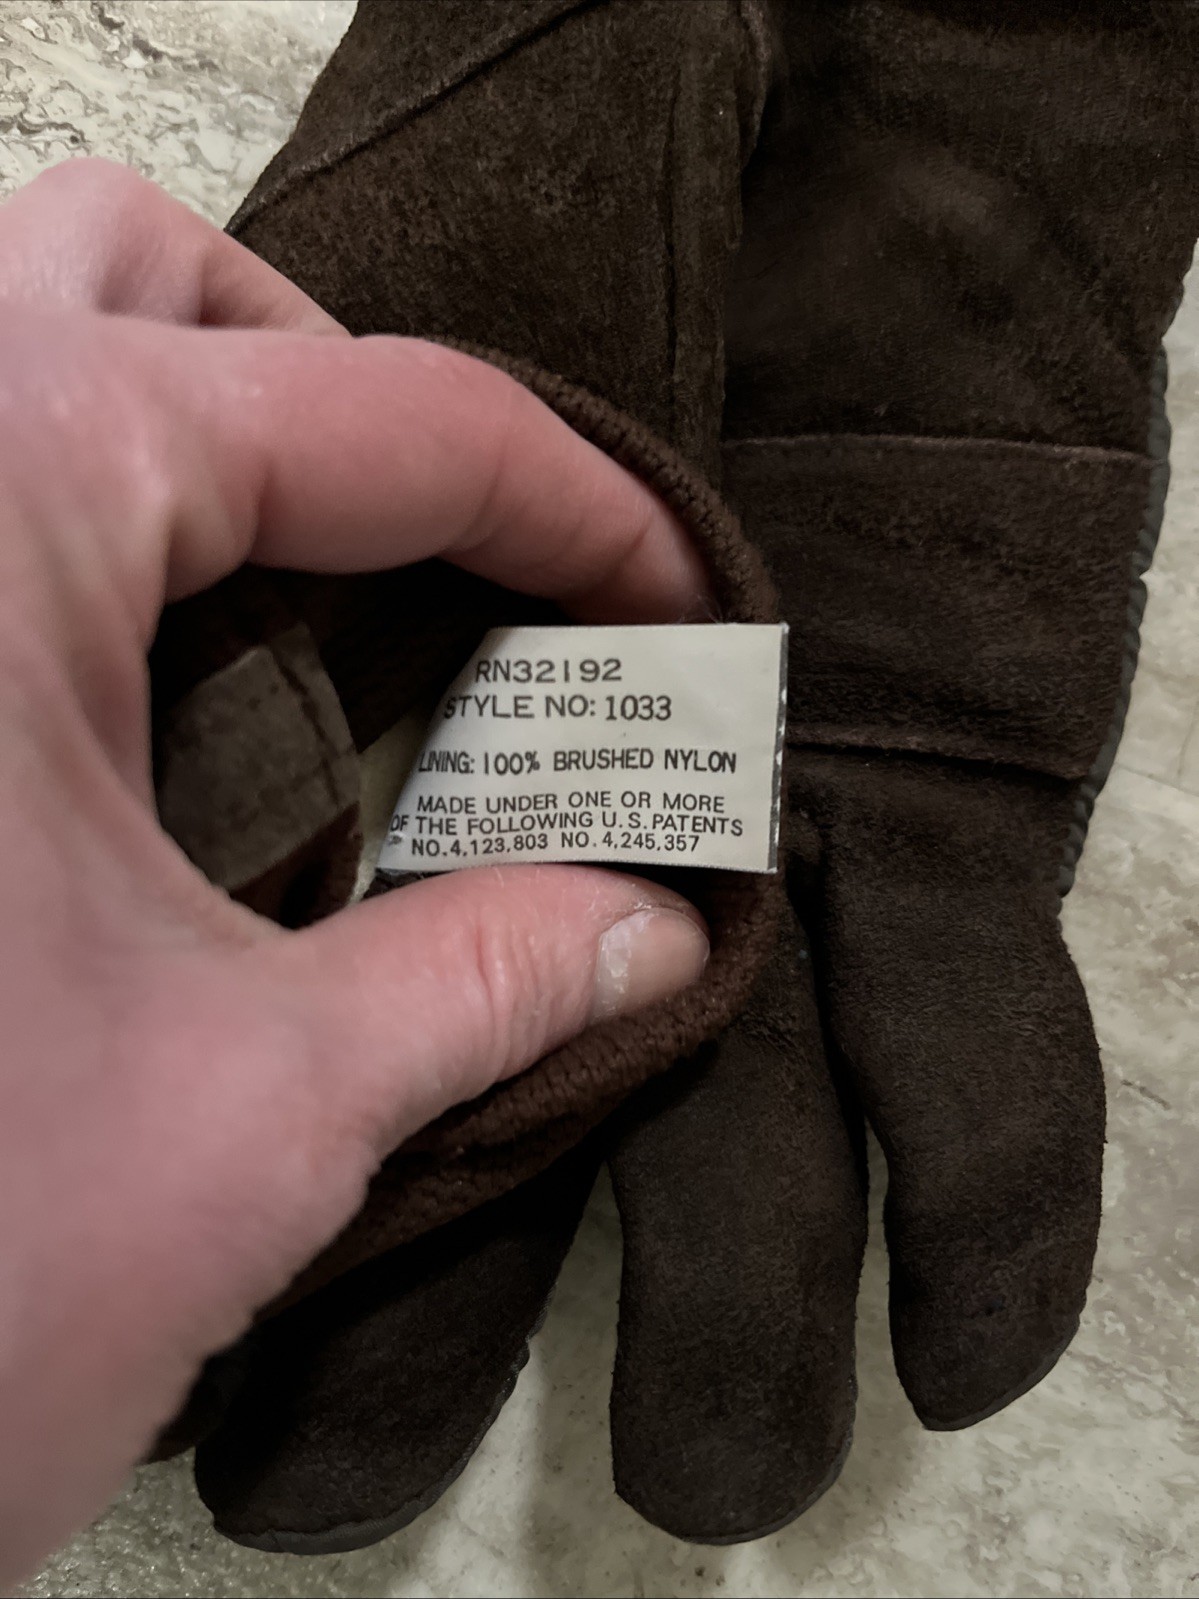 RN32192
STYLE NO: 1033
LINING: 100% BRUSHED NYLON
MADE UNDER ONE OR MORE
OF THE FOLLOWING U.S. PATENTS
NO. 4,123,803 NO. 4,245,357